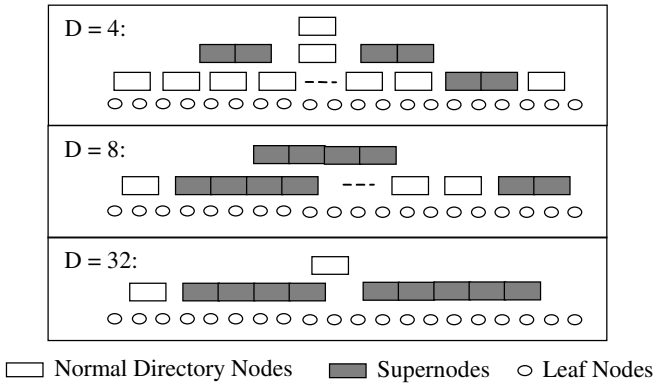 D = 4:
D = 8:
D = 32:
Normal Directory Nodes Supernodes Leaf Nodes